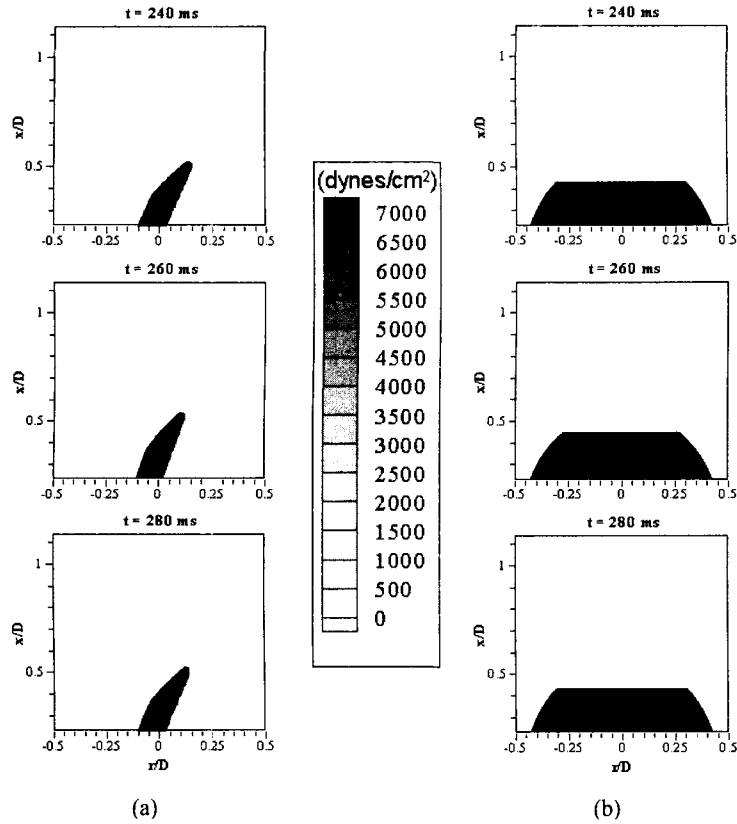 t = 240 ms
1
0.5
x/D
-0.5 -0.25 0 0.25 0.5
t = 260 ms
1
0.5
x/D
-0.5 -0.25 0 0.25 0.5
t = 280 ms
1
0.5
x/D
-0.5 -0.25 0 0.25 0.5
r/D
(a)
(dynes/cm²)
7000
6500
6000
5500
5000
4500
4000
3500
3000
2500
2000
1500
1000
500
0
t = 240 ms
1
0.5
x/D
-0.5 -0.25 0 0.25 0.5
t = 260 ms
1
0.5
x/D
-0.5 -0.25 0 0.25 0.5
t = 280 ms
1
0.5
x/D
-0.5 -0.25 0 0.25 0.5
r/D
(b)